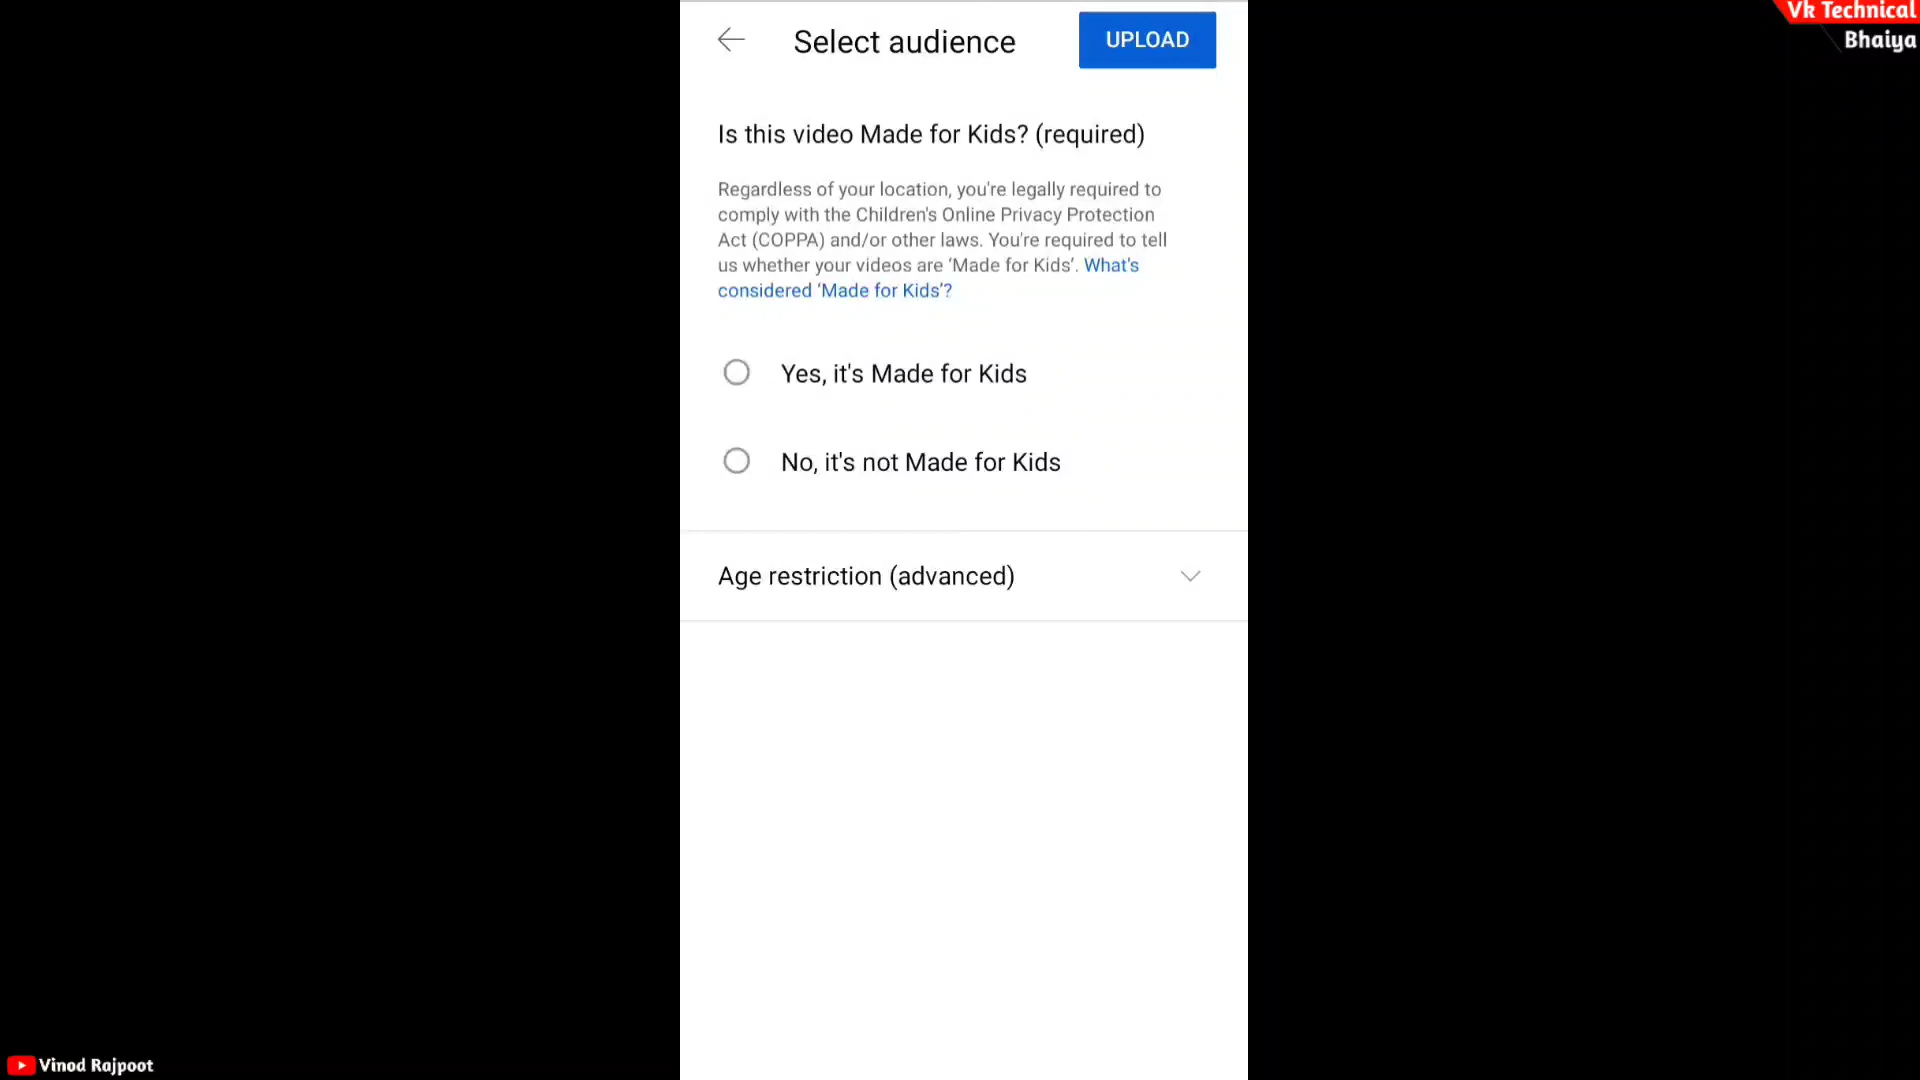 Vk Technical
Bhaiya
Select audience
UPLOAD
Is this video Made for Kids? (required)
Regardless of your location, you're legally required to
comply with the Children's Online Privacy Protection
Act (COPPA) and/or other laws. You're required to tell
us whether your videos are ‘Made for Kids’. What's
considered ‘Made for Kids’?
Yes, it's Made for Kids
No, it's not Made for Kids
Age restriction (advanced)
Vinod Rajpoot